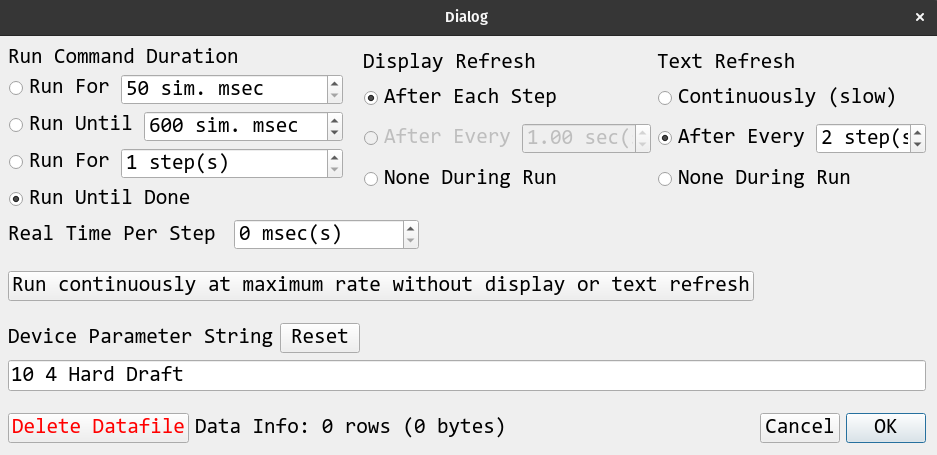 Dialog
Run Command Duration
Run For 50 sim. msec
Run Until 600 sim. msec
Run For 1 step(s)
Run Until Done
Real Time Per Step 0 msec(s)
Display Refresh
After Each Step
After Every 1.00 sec(
None During Run
Text Refresh
Continuously (slow)
After Every 2 step(s
None During Run
Run continuously at maximum rate without display or text refresh
Device Parameter String Reset
10 4 Hard Draft
Delete Datafile Data Info: 0 rows (0 bytes)
Cancel OK